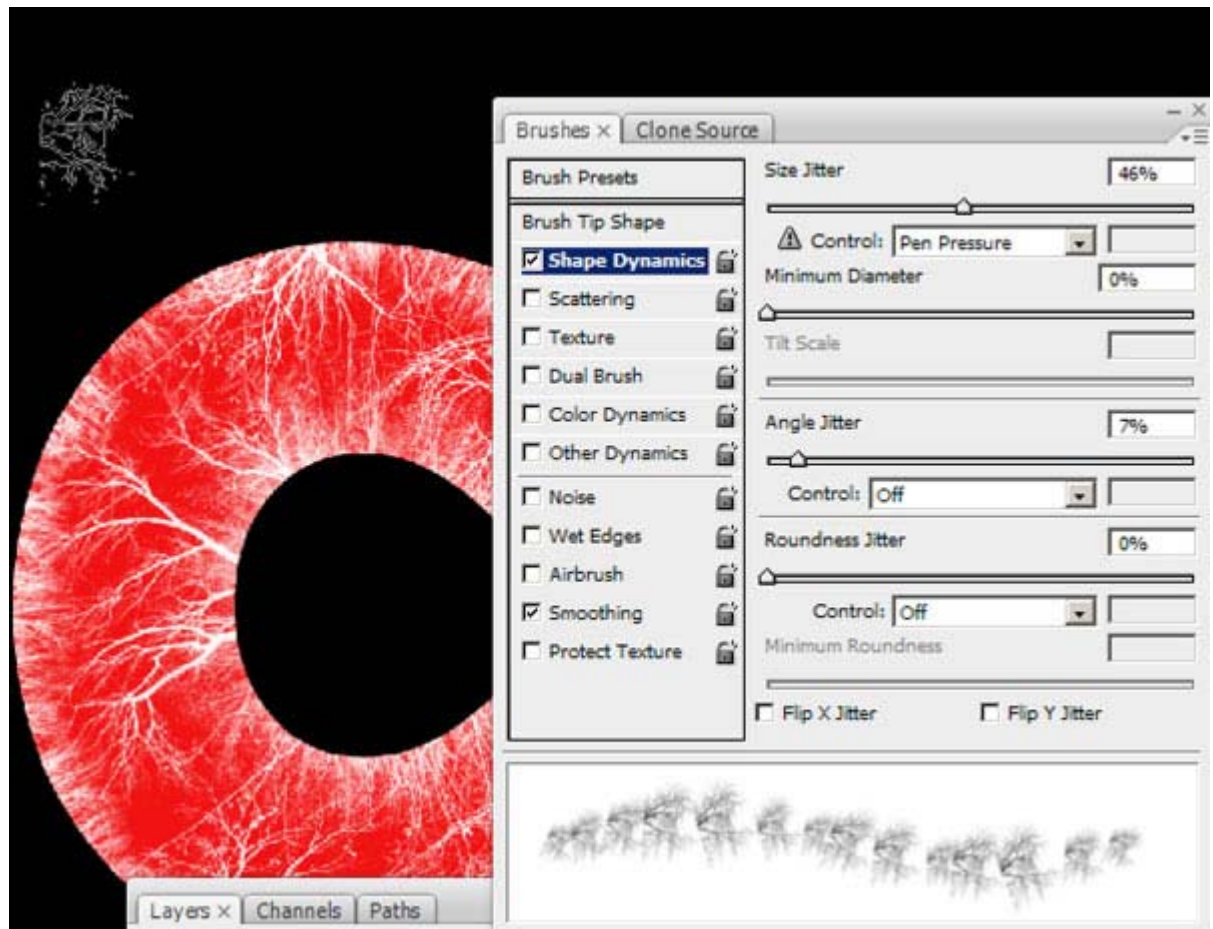 Brushes × Clone Source
Brush Presets
Brush Tip Shape
Shape Dynamics
Scattering
Texture
Dual Brush
Color Dynamics
Other Dynamics
Noise
Wet Edges
Airbrush
Smoothing
Protect Texture
Size Jitter 46%
Control: Pen Pressure
Minimum Diameter 0%
Tilt Scale
Angle Jitter 7%
Control: Off
Roundness Jitter 0%
Control: Off
Minimum Roundness
Flip X Jitter Flip Y Jitter
Layers × Channels Paths